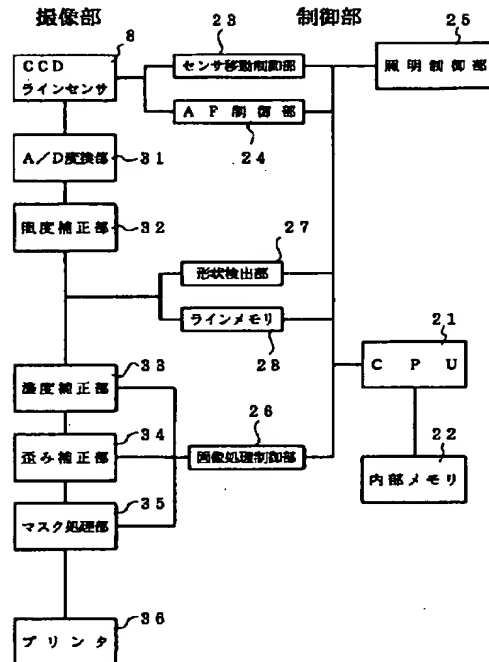 撮像部
制御部
8
CCD
ラインセンサ
23
センサ移動制御部
25
照明制御部
AF制御部
24
A/D変換部
31
照度補正部
32
27
形状検出部
ラインメモリ
28
21
CPU
33
濃度補正部
26
画像処理制御部
34
歪み補正部
22
内部メモリ
35
マスク処理部
36
プリンタ